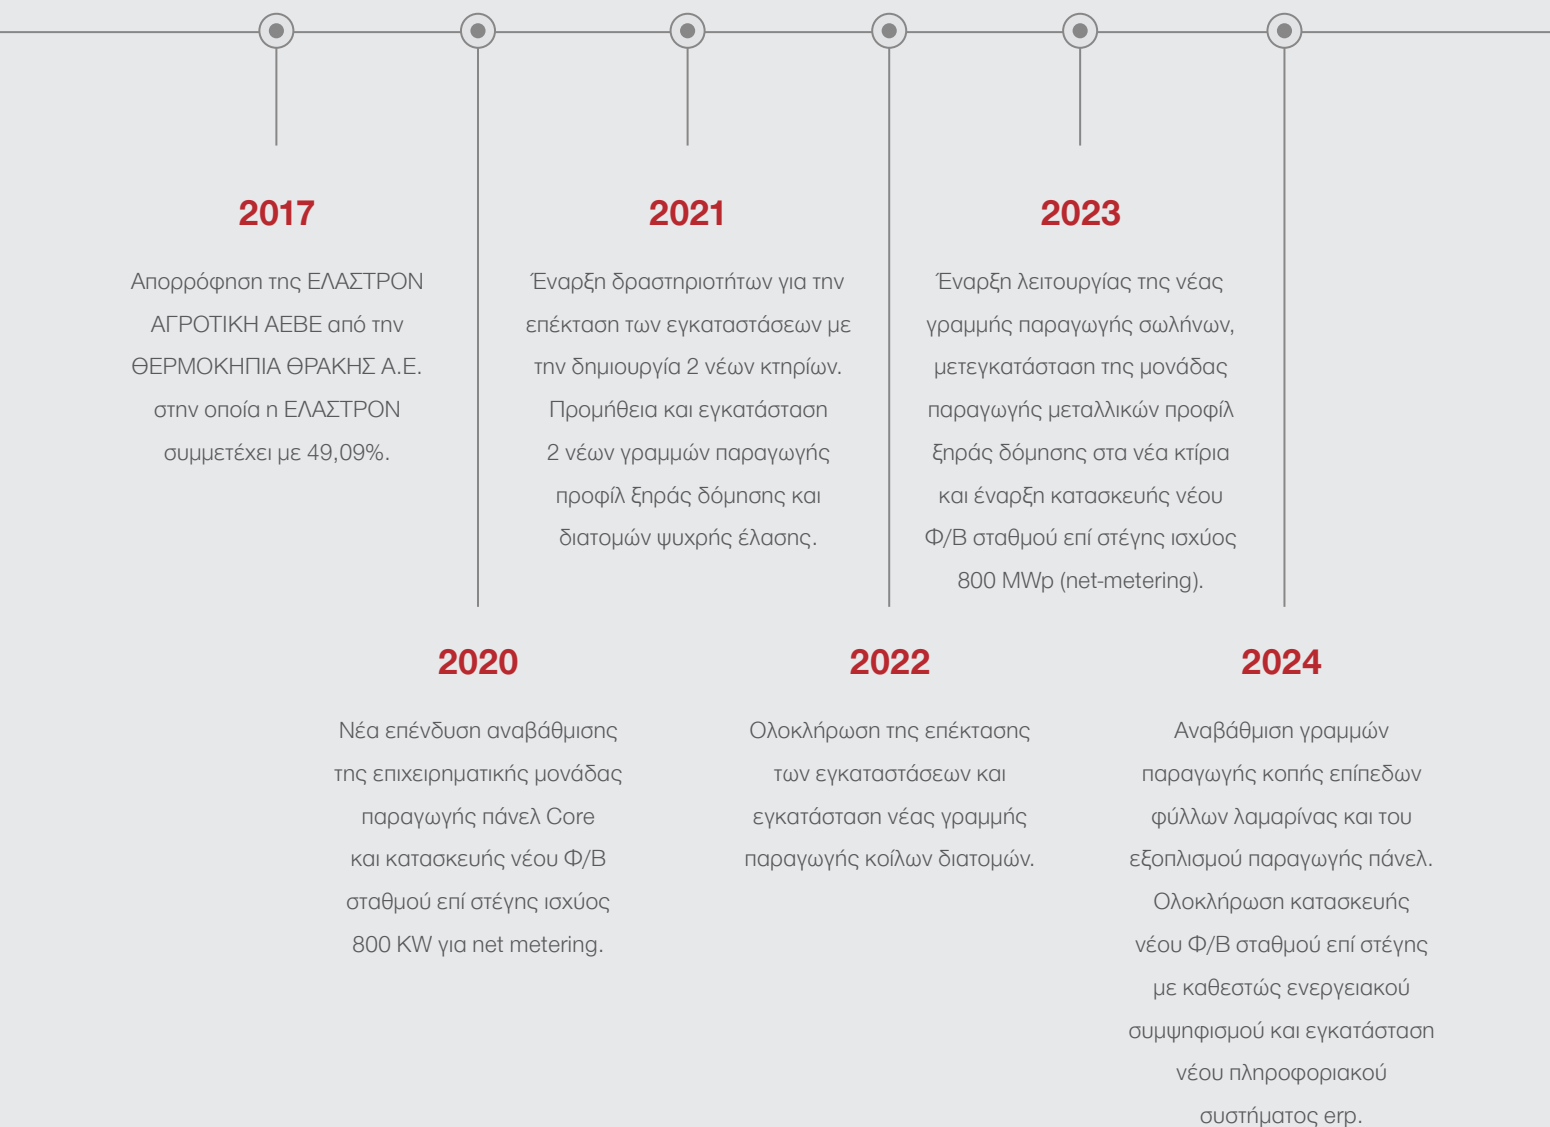 2017
Απορρόφηση της ΕΛΑΣΤΡΟΝ
ΑΓΡΟΤΙΚΗ ΑΕΒΕ από την
ΘΕΡΜΟΚΗΠΙΑ ΘΡΑΚΗΣ Α.Ε.
στην οποία η ΕΛΑΣΤΡΟΝ
συμμετέχει με 49,09%.
2020
Νέα επένδυση αναβάθμισης
της επιχειρηματικής μονάδας
παραγωγής πάνελ Core
και κατασκευής νέου Φ/Β
σταθμού επί στέγης ισχύος
800 KW για net metering.
2021
Έναρξη δραστηριοτήτων για την
επέκταση των εγκαταστάσεων με
την δημιουργία 2 νέων κτηρίων.
Προμήθεια και εγκατάσταση
2 νέων γραμμών παραγωγής
προφίλ ξηράς δόμησης και
διατομών ψυχρής έλασης.
2022
Ολοκλήρωση της επέκτασης
των εγκαταστάσεων και
εγκατάσταση νέας γραμμής
παραγωγής κοίλων διατομών.
2023
Έναρξη λειτουργίας της νέας
γραμμής παραγωγής σωλήνων,
μετεγκατάσταση της μονάδας
παραγωγής μεταλλικών προφίλ
ξηράς δόμησης στα νέα κτίρια
και έναρξη κατασκευής νέου
Φ/Β σταθμού επί στέγης ισχύος
800 MWp (net-metering).
2024
Αναβάθμιση γραμμών
παραγωγής κοπής επίπεδων
φύλλων λαμαρίνας και του
εξοπλισμού παραγωγής πάνελ.
Ολοκλήρωση κατασκευής
νέου Φ/Β σταθμού επί στέγης
με καθεστώς ενεργειακού
συμψηφισμού και εγκατάσταση
νέου πληροφοριακού
συστήματος erp.